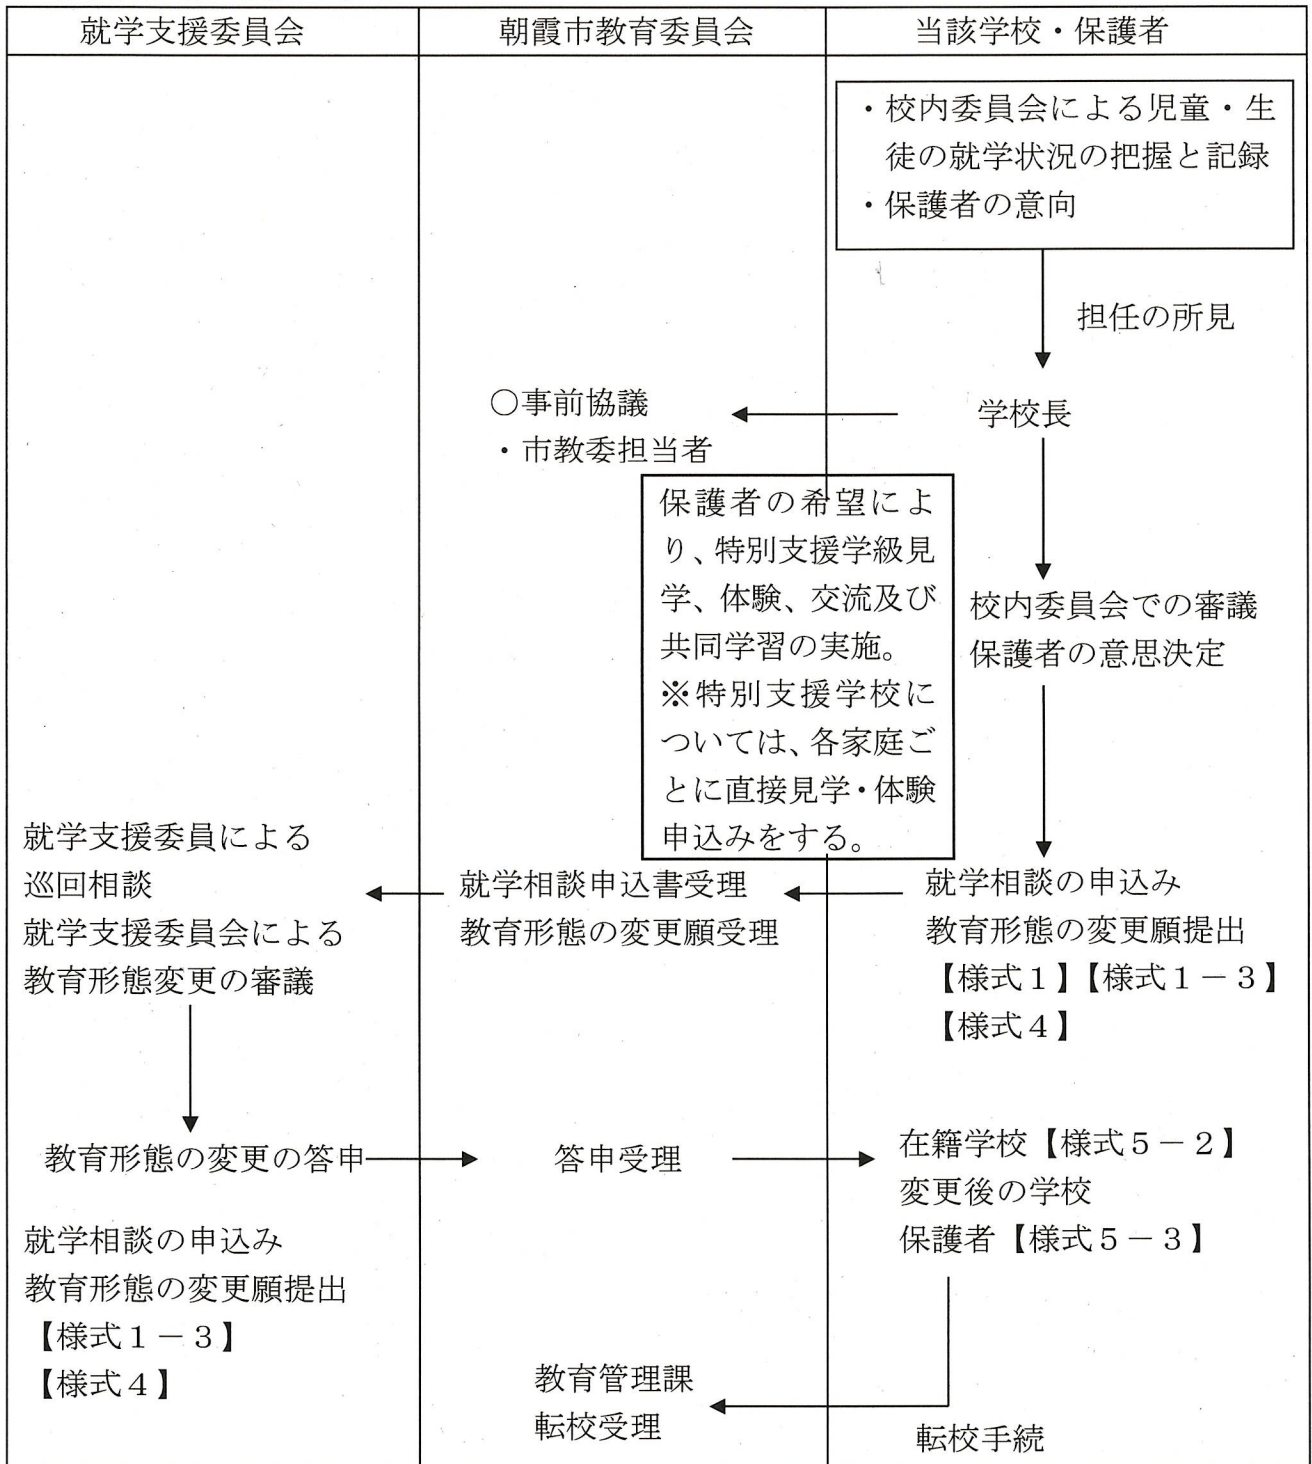 就学支援委員会
朝霞市教育委員会
当該学校・保護者
・校内委員会による児童・生
徒の就学状況の把握と記録
・保護者の意向
担任の所見
学校長
○事前協議
・市教委担当者
保護者の希望によ
り、特別支援学級見
学、体験、交流及び
共同学習の実施。
※特別支援学校に
ついては、各家庭ご
とに直接見学・体験
申込みをする。
校内委員会での審議
保護者の意思決定
就学相談の申込み
教育形態の変更願提出
【様式1】【様式1－3】
【様式4】
就学相談申込書受理
教育形態の変更願受理
就学支援委員による
巡回相談
就学支援委員会による
教育形態変更の審議
教育形態の変更の答申
答申受理
在籍学校【様式5－2】
変更後の学校
保護者【様式5－3】
就学相談の申込み
教育形態の変更願提出
【様式1－3】
【様式4】
教育管理課
転校受理
転校手続